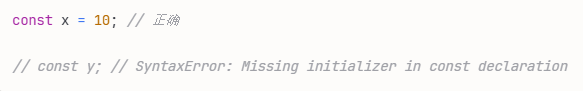 const x = 10; // 正确
// const y; // SyntaxError: Missing initializer in const declaration